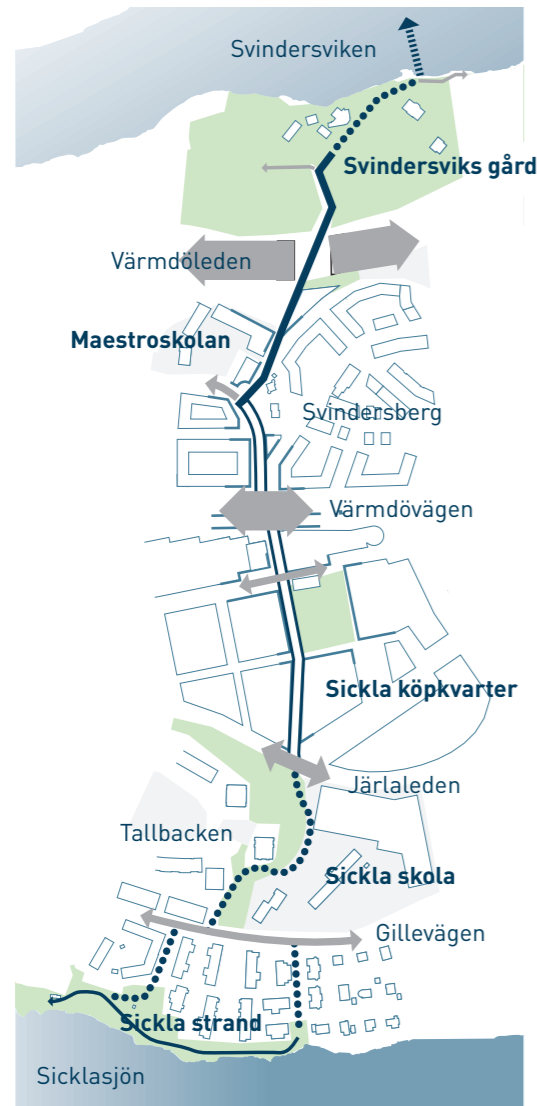 Svindersviken
Svindersviks gård
Värmdöleden
Maestroskolan
Svindersberg
Värmdövägen
Sickla köpkvarter
Järlaleden
Tallbacken
Sickla skola
Gillevägen
Sickla strand
Sicklasjön